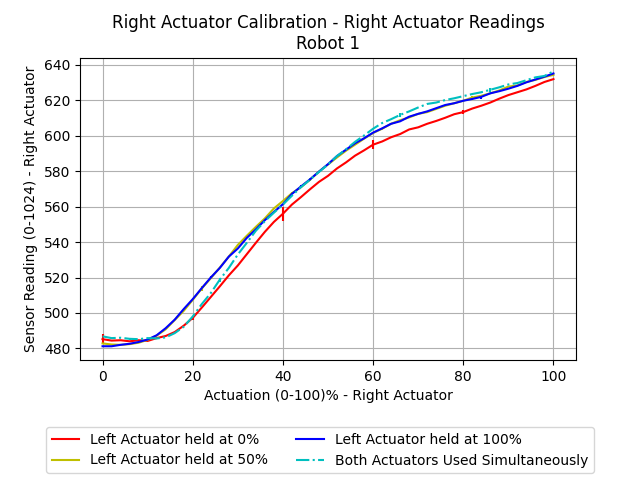 Right Actuator Calibration - Right Actuator Readings
Robot 1
Sensor Reading (0-1024) - Right Actuator
640
620
600
580
560
540
520
500
480
0 20 40 60 80 100
Actuation (0-100)% - Right Actuator
Left Actuator held at 0%
Left Actuator held at 50%
Left Actuator held at 100%
Both Actuators Used Simultaneously